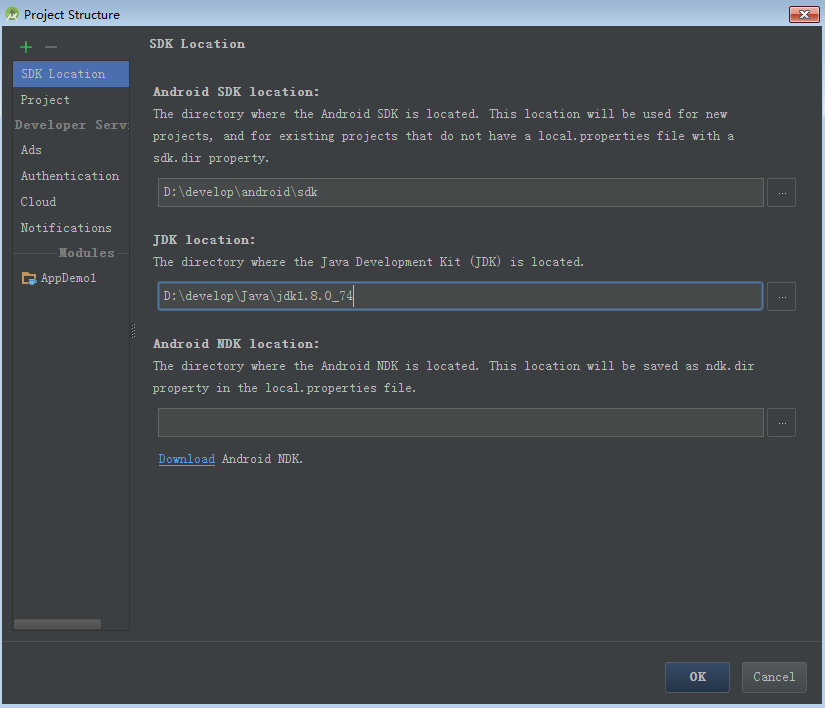 Project Structure
SDK Location
Project
Developer Serv
Ads
Authentication
Cloud
Notifications
Modules
AppDemo1
SDK Location
Android SDK location:
The directory where the Android SDK is located. This location will be used for new
projects, and for existing projects that do not have a local.properties file with a
sdk.dir property.
D:\develop\android\sdk
...
JDK location:
The directory where the Java Development Kit (JDK) is located.
D:\develop\Java\jdk1.8.0_74
...
Android NDK location:
The directory where the Android NDK is located. This location will be saved as ndk.dir
property in the local.properties file.
...
Download Android NDK.
OK
Cancel